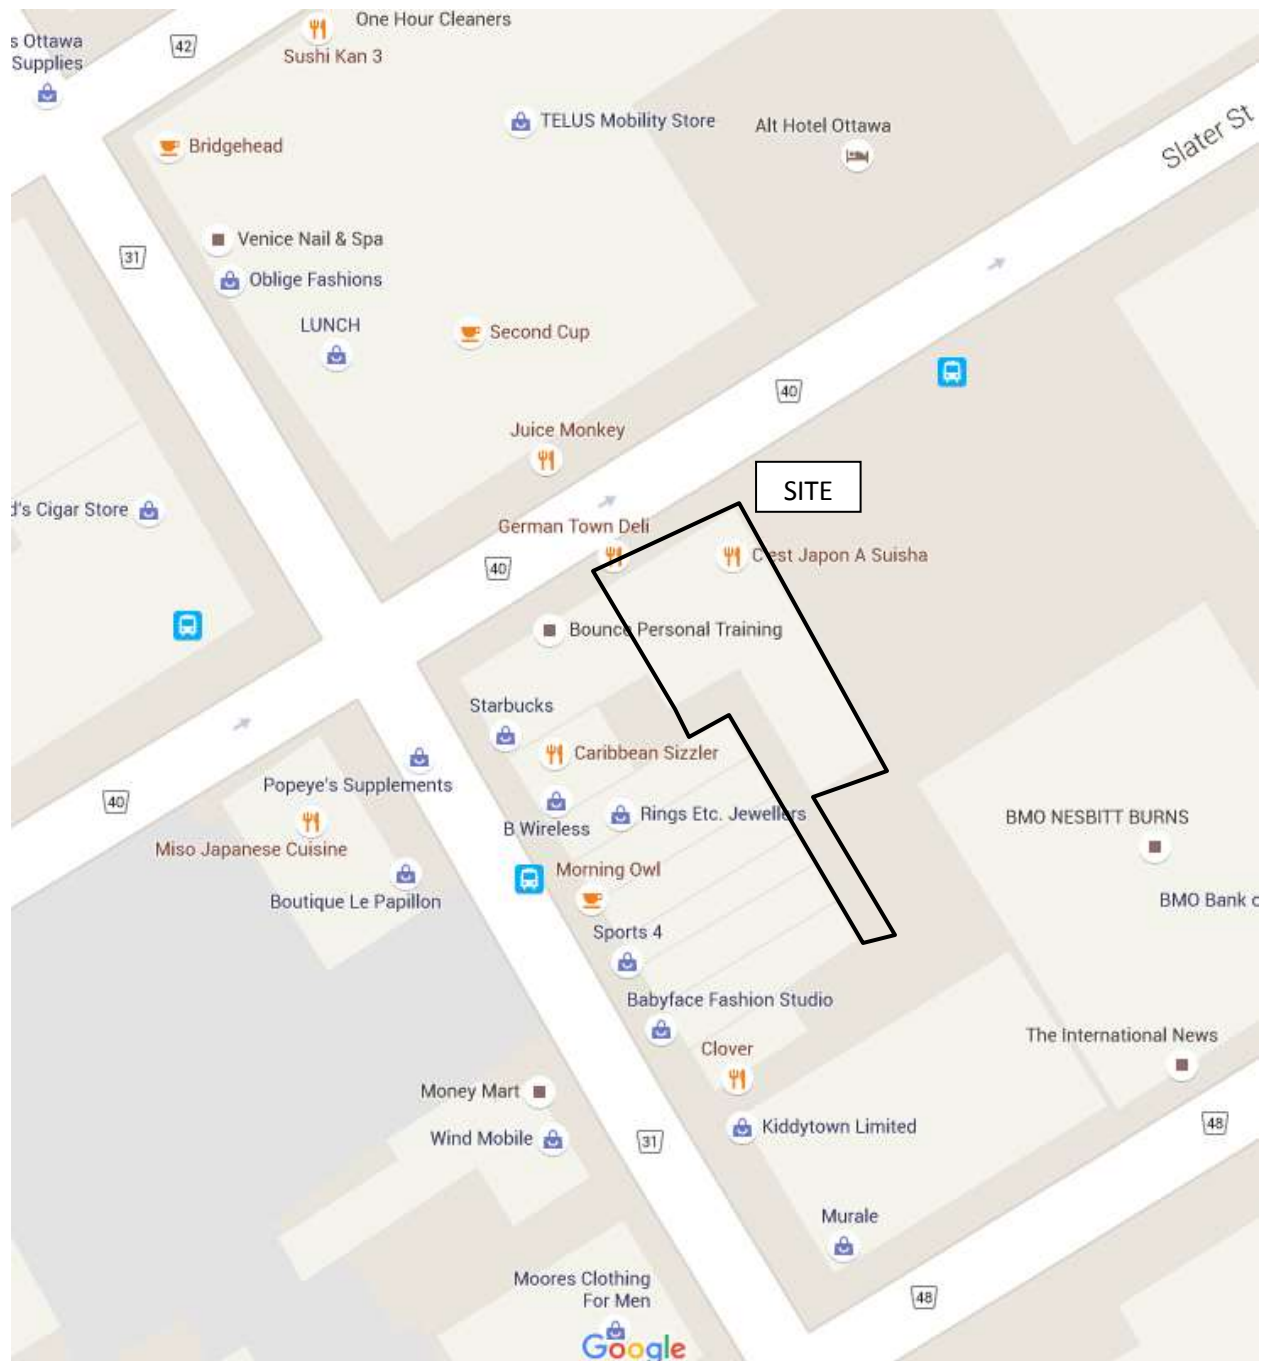 One Hour Cleaners
s Ottawa
Supplies
42
Sushi Kan 3
TELUS Mobility Store
Alt Hotel Ottawa
Slater St
Bridgehead
Venice Nail & Spa
31
Oblige Fashions
LUNCH
Second Cup
40
Juice Monkey
SITE
d's Cigar Store
German Town Deli
C'est Japon A Suisha
40
Bounce Personal Training
Starbucks
Caribbean Sizzler
Popeye's Supplements
40
Rings Etc. Jewellers
B Wireless
BMO NESBITT BURNS
Miso Japanese Cuisine
Morning Owl
Boutique Le Papillon
BMO Bank o
Sports 4
Babyface Fashion Studio
The International News
Clover
Money Mart
Kiddytown Limited
48
Wind Mobile
31
Murale
Moores Clothing
For Men
48
Google